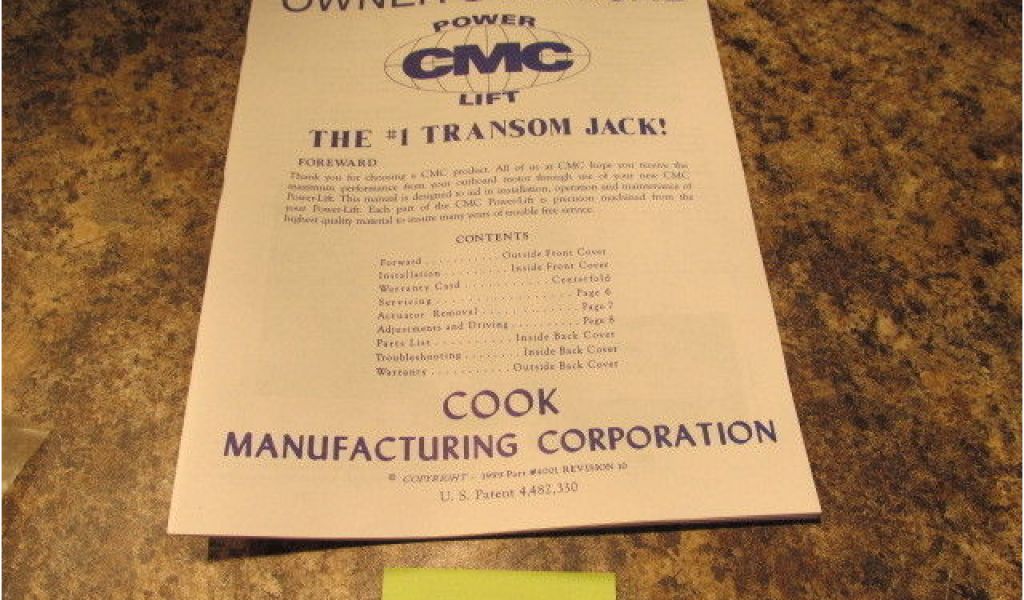 POWER
CMC
LIFT
THE #1 TRANSOM JACK!
FOREWARD
Thank you for choosing a CMC product. All of us at CMC hope you receive the
maximum performance from your outboard motor through use of your new CMC
Power-Lift. This manual is designed to aid in installation, operation and maintenance of
your Power-Lift. Each part of the CMC Power-Lift is precision machined from the
highest quality material to insure many years of trouble free service.
CONTENTS
Forward . . . . . . . . . . Outside Front Cover
Installation . . . . . . . . . . Inside Front Cover
Warranty Card . . . . . . . . . . . . . Centerfold
Servicing . . . . . . . . . . . . . . . . . . Page 6
Actuator Removal . . . . . . . . . . . . . Page 7
Adjustments and Driving . . . . . . . . . Page 8
Parts List . . . . . . . . . . . Inside Back Cover
Troubleshooting . . . . . . . Inside Back Cover
Warranty . . . . . . . . . . Outside Back Cover
COOK
MANUFACTURING CORPORATION
© COPYRIGHT - 1989 Part #4001 REVISION 10
U. S. Patent 4,482,330